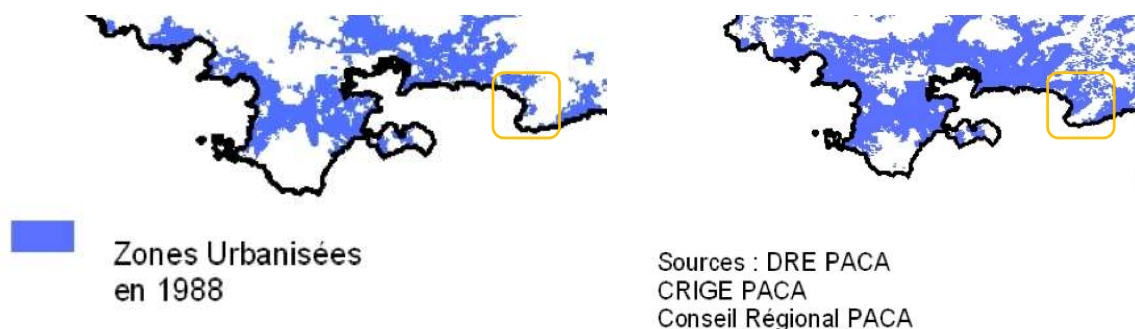 Zones Urbanisées
en 1988
Sources : DRE PACA
CRIGE PACA
Conseil Régional PACA